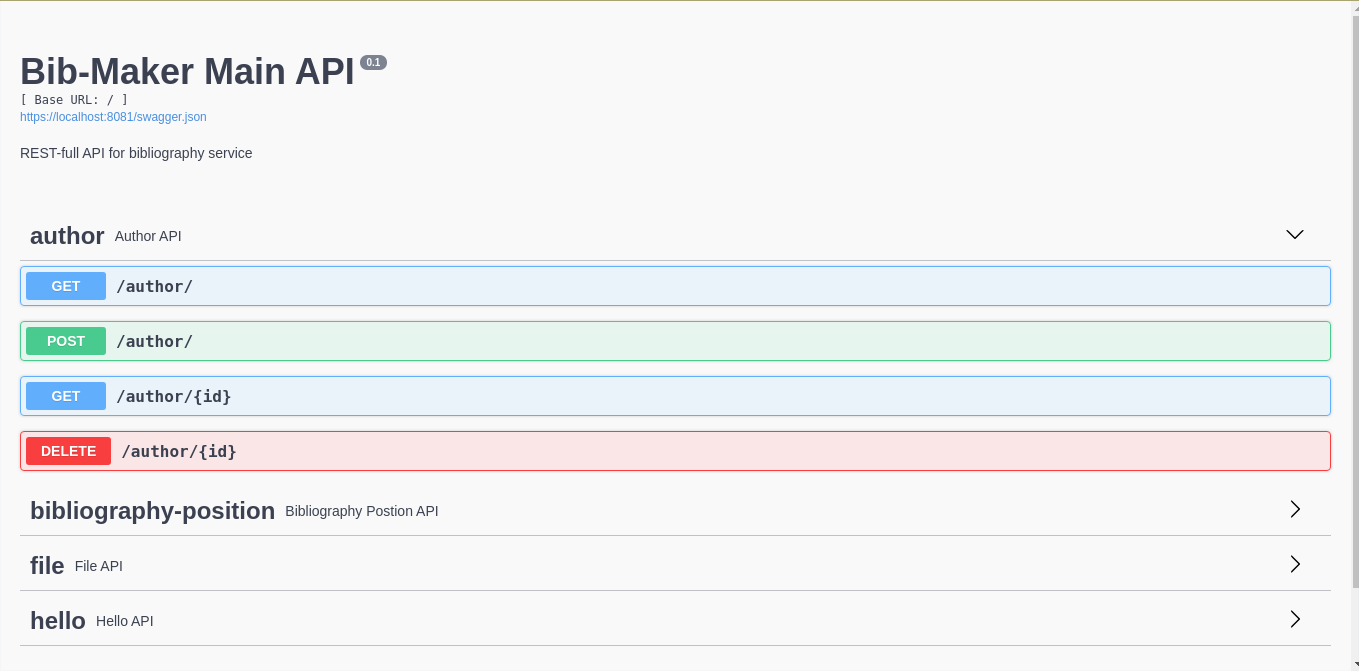 Bib-Maker Main API 0.1
[ Base URL: / ]
https://localhost:8081/swagger.json
REST-full API for bibliography service
author Author API
GET /author/
POST /author/
GET /author/{id}
DELETE /author/{id}
bibliography-position Bibliography Postion API
file File API
hello Hello API